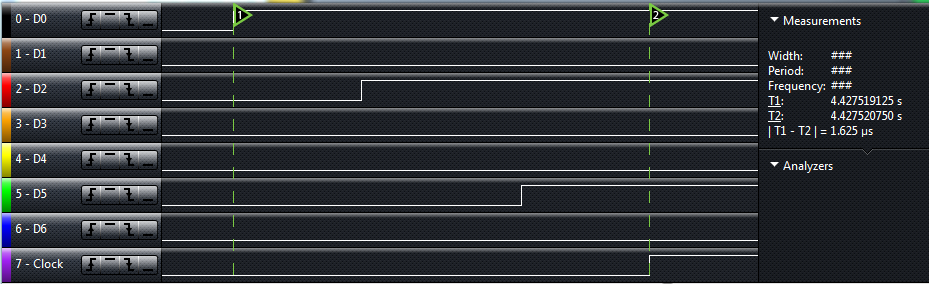 0 - D0
1
2
1 - D1
2 - D2
3 - D3
4 - D4
5 - D5
6 - D6
7 - Clock
Measurements
Width: ###
Period: ###
Frequency: ###
T1: 4.427519125 s
T2: 4.427520750 s
| T1 - T2 | = 1.625 µs
Analyzers